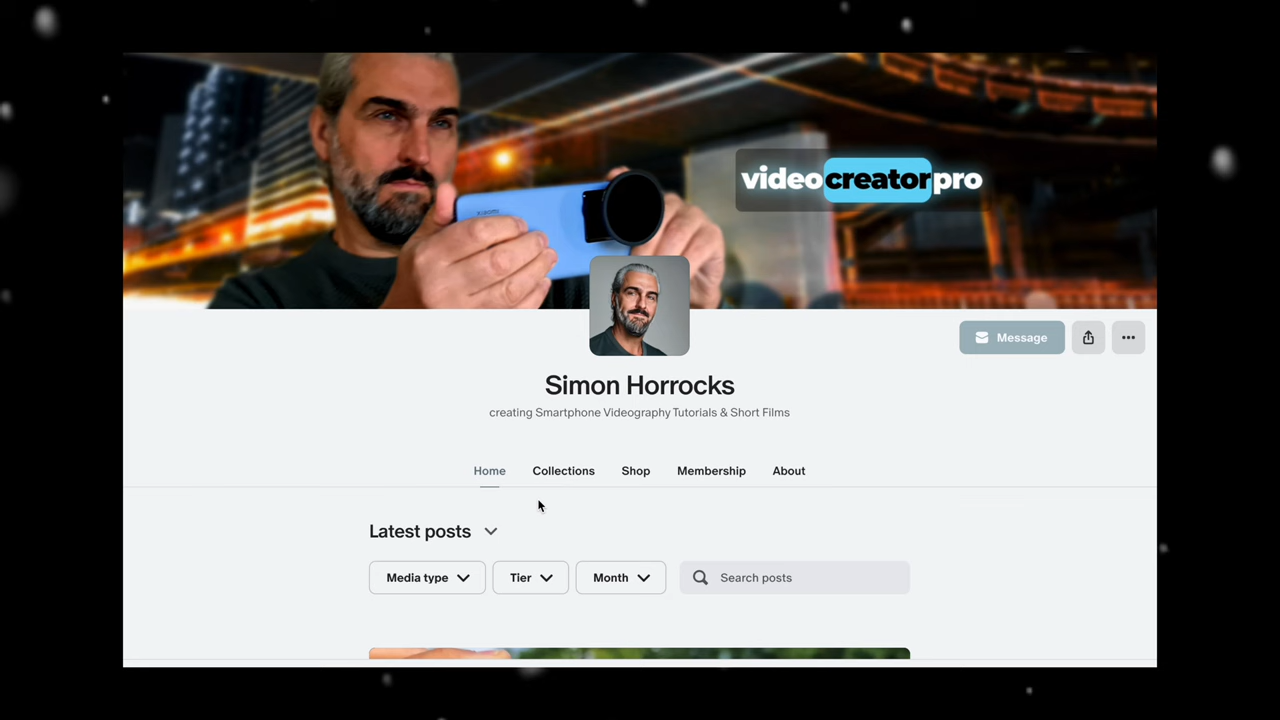 xiaomi
videocreatorpro
Message
Simon Horrocks
creating Smartphone Videography Tutorials & Short Films
Home Collections Shop Membership About
Latest posts
Media type Tier Month Search posts